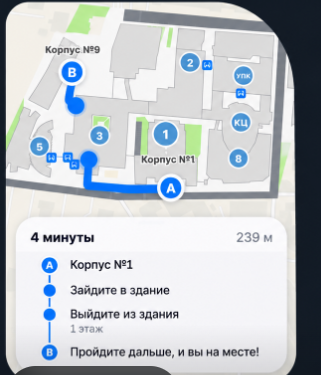 Корпус №9
B
2
УПК
КЦ
3
1
5
Корпус №1
8
A
4 минуты 239 м
A Корпус №1
Зайдите в здание
Выйдите из здания
1 этаж
B Пройдите дальше, и вы на месте!